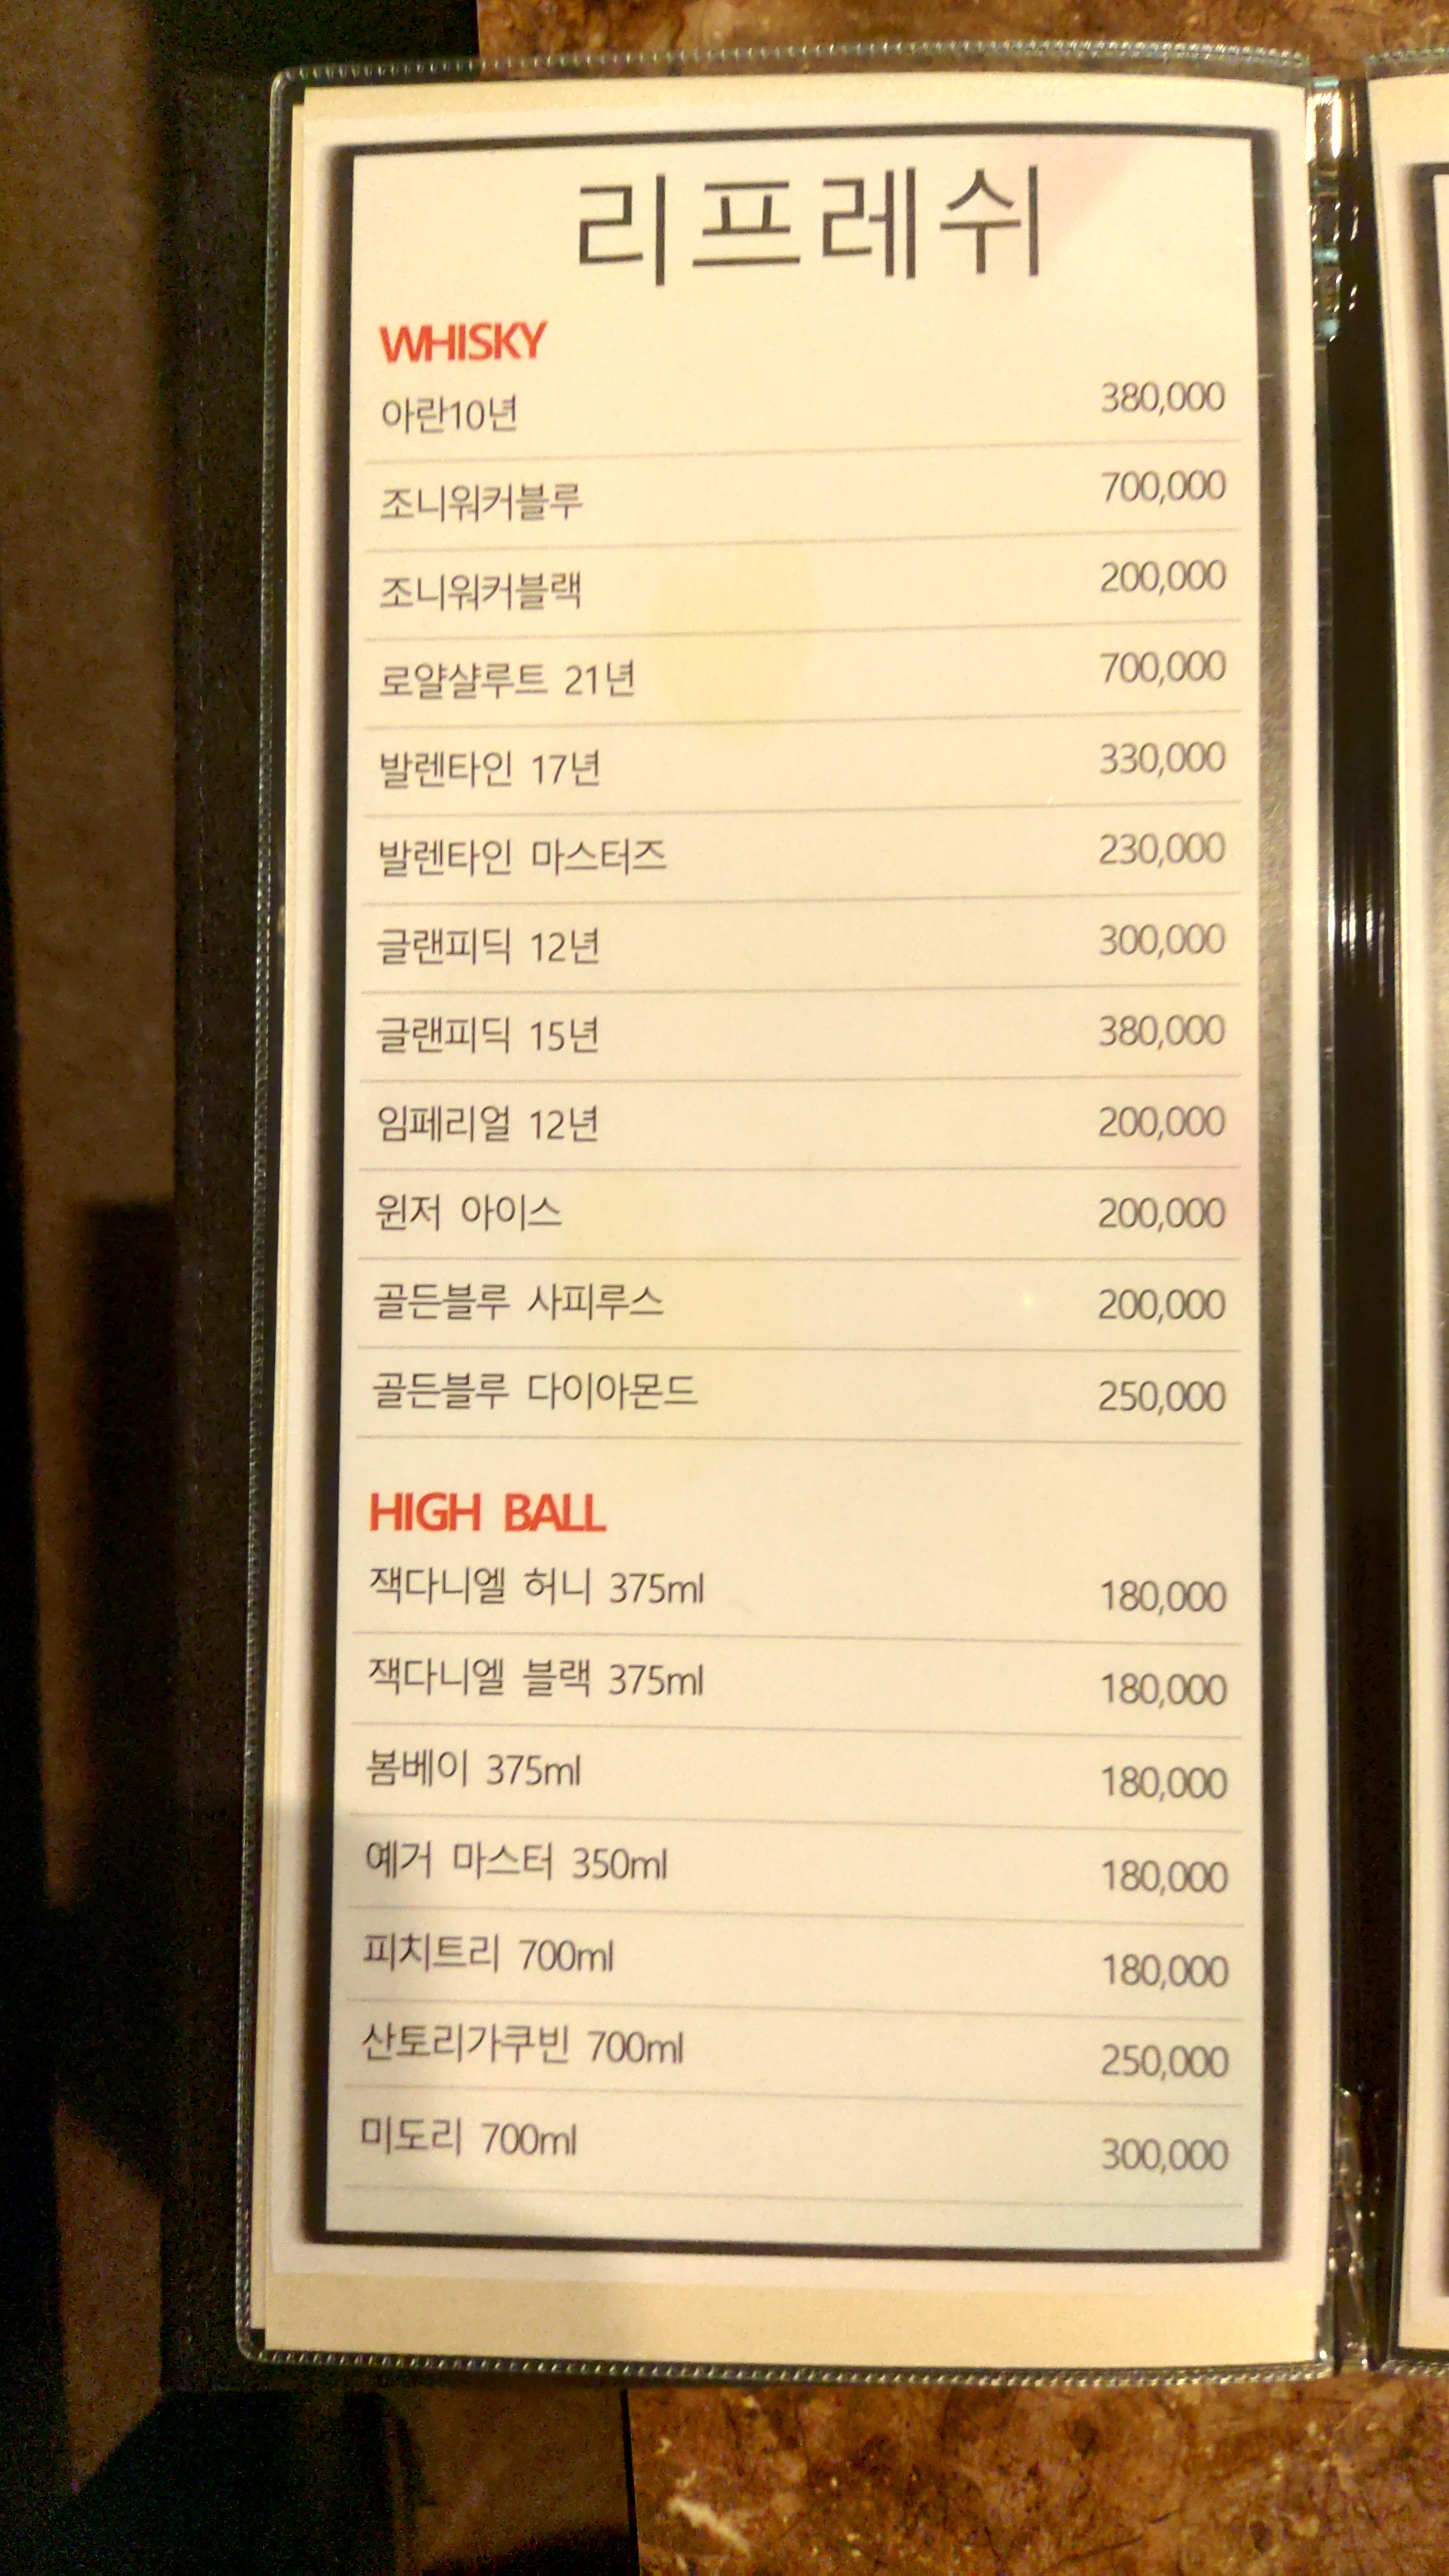 리프레쉬
WHISKY
아란10년 380,000
조니워커블루 700,000
조니워커블랙 200,000
로얄샬루트 21년 700,000
발렌타인 17년 330,000
발렌타인 마스터즈 230,000
글랜피딕 12년 300,000
글랜피딕 15년 380,000
임페리얼 12년 200,000
윈저 아이스 200,000
골든블루 사피루스 200,000
골든블루 다이아몬드 250,000
HIGH BALL
잭다니엘 허니 375ml 180,000
잭다니엘 블랙 375ml 180,000
봄베이 375ml 180,000
예거 마스터 350ml 180,000
피치트리 700ml 180,000
산토리가쿠빈 700ml 250,000
미도리 700ml 300,000